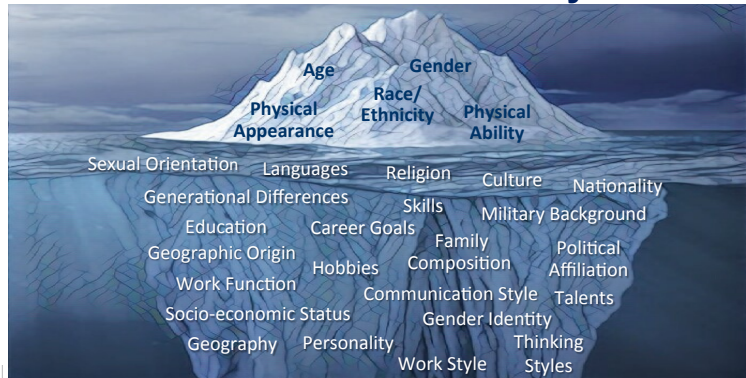 Age
Gender
Race/
Ethnicity
Physical
Appearance
Physical
Ability
Sexual Orientation
Languages
Religion
Culture
Nationality
Generational Differences
Skills
Military Background
Education
Career Goals
Family
Composition
Political
Affiliation
Geographic Origin
Hobbies
Work Function
Communication Style
Talents
Socio-economic Status
Gender Identity
Geography
Personality
Thinking
Styles
Work Style